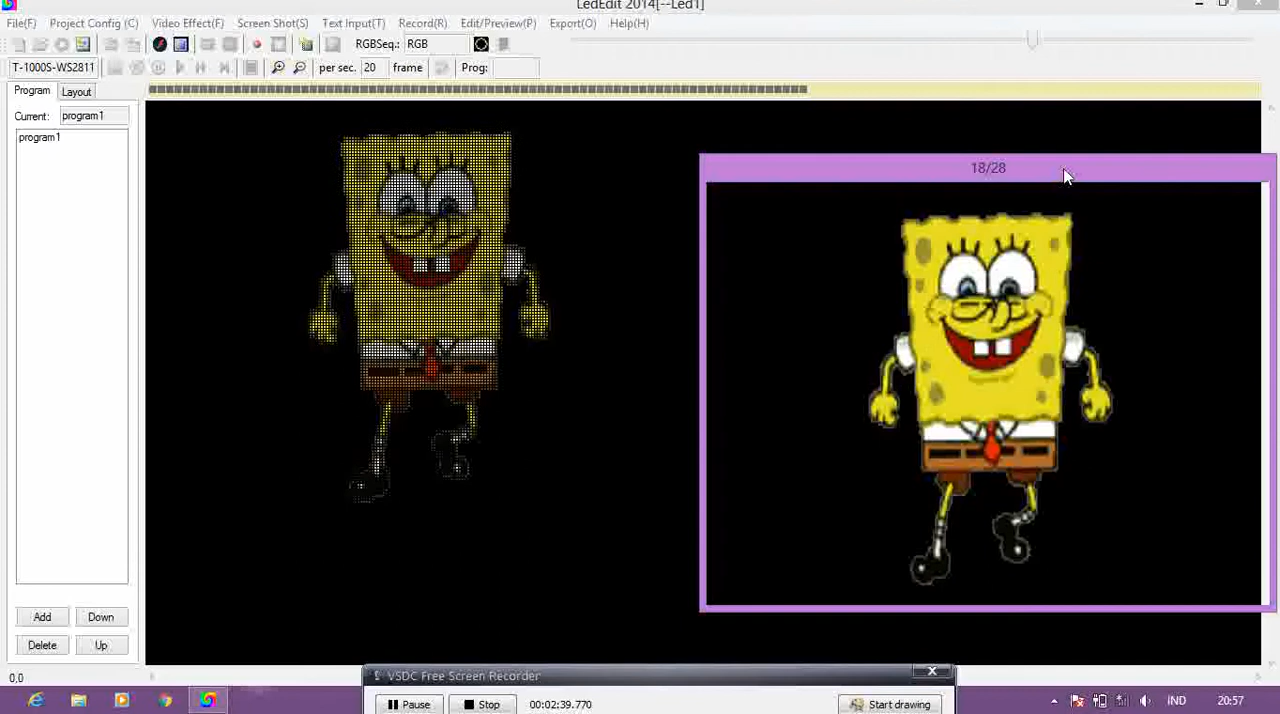 LedEdit 2014[--Led1]
File(F) Project Config (C) Video Effect(F) Screen Shot(S) Text Input(T) Record(R) Edit/Preview(P) Export(O) Help(H)
RGBSeq.: RGB
T-1000S-WS2811 per sec. 20 frame Prog:
Program Layout
Current: program1
program1
18/28
Add Down
Delete Up
0,0
VSDC Free Screen Recorder x
Pause Stop 00:02:39.770 Start drawing
IND 20:57